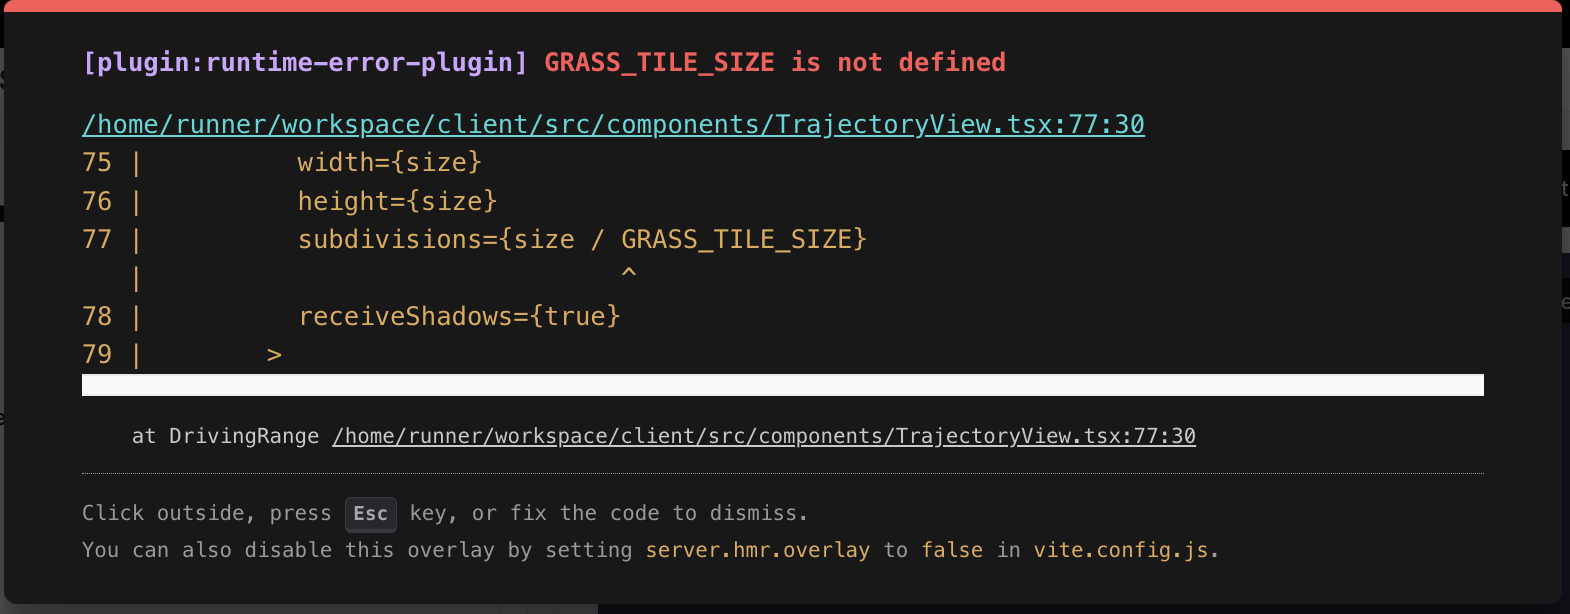 [plugin:runtime-error-plugin] GRASS_TILE_SIZE is not defined
/home/runner/workspace/client/src/components/TrajectoryView.tsx:77:30
75 |          width={size}
76 |          height={size}
77 |          subdivisions={size / GRASS_TILE_SIZE}
   |                               ^
78 |          receiveShadows={true}
79 |        >
at DrivingRange /home/runner/workspace/client/src/components/TrajectoryView.tsx:77:30
Click outside, press Esc key, or fix the code to dismiss.
You can also disable this overlay by setting server.hmr.overlay to false in vite.config.js.